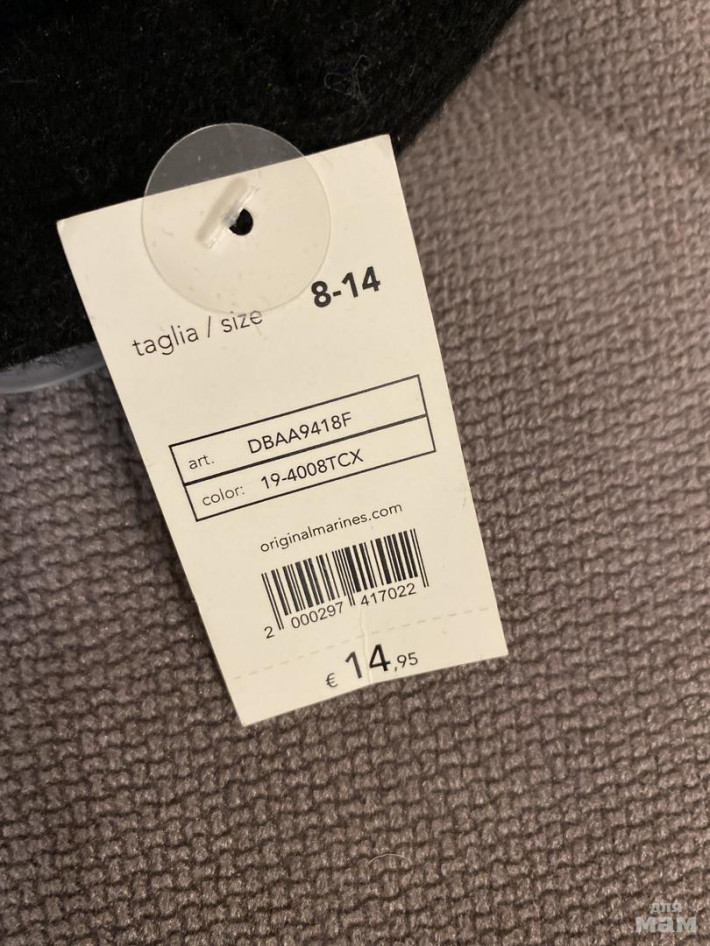 taglia / size 8-14
art. DBAA9418F
color: 19-4008TCX
originalmarines.com
2 000297 417022
€ 14,95
для
мам